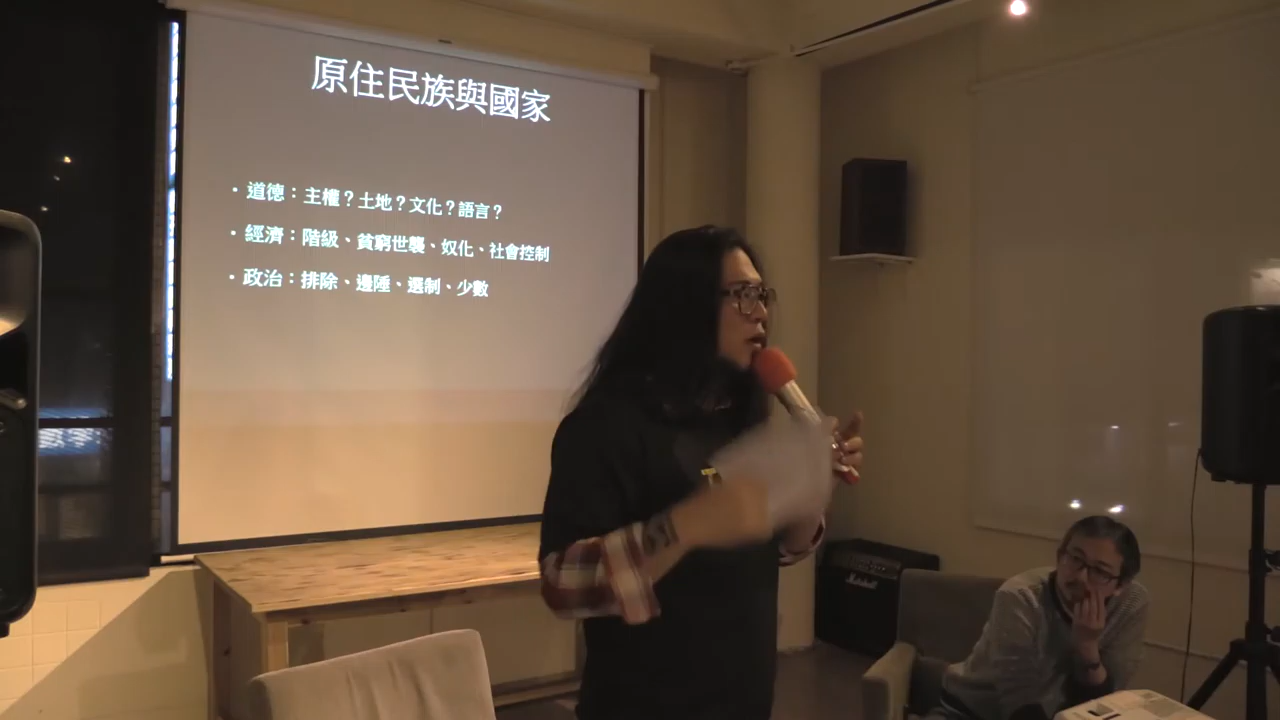 原住民族與國家
• 道德：主權？土地？文化？語言？
• 經濟：階級、貧窮世襲、奴化、社會控制
• 政治：排除、邊陲、選制、少數
Marshall